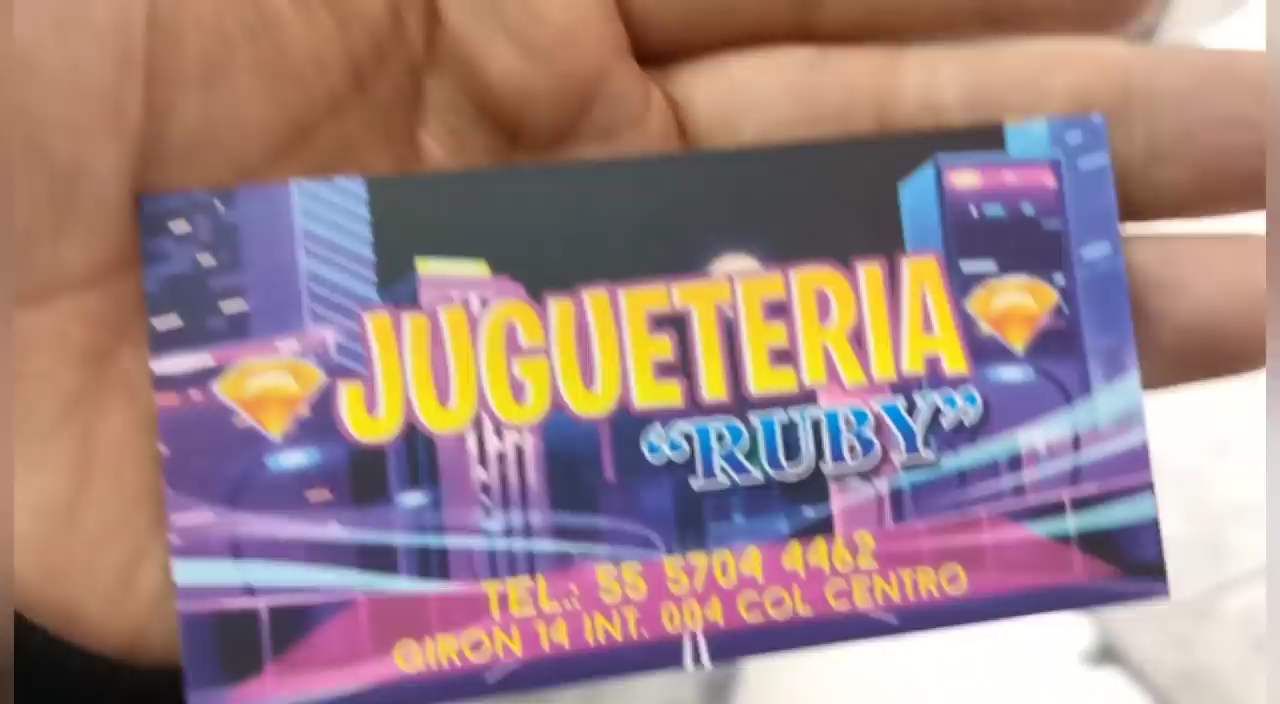 JUGUETERIA
“RUBY”
TEL.: 55 5704 4462
GIRON 14 INT. 004 COL CENTRO